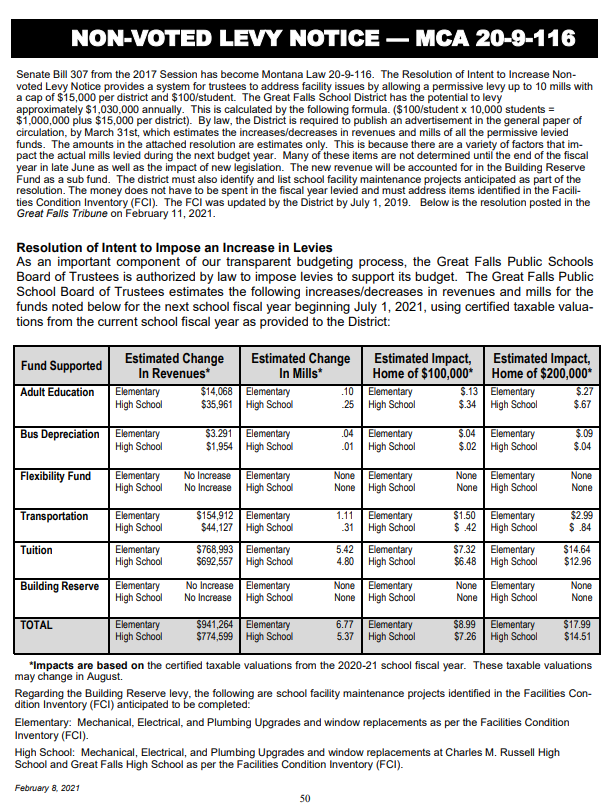 NON-VOTED LEVY NOTICE — MCA 20-9-116
Senate Bill 307 from the 2017 Session has become Montana Law 20-9-116. The Resolution of Intent to Increase Non-
voted Levy Notice provides a system for trustees to address facility issues by allowing a permissive levy up to 10 mills with
a cap of $15,000 per district and $100/student. The Great Falls School District has the potential to levy
approximately $1,030,000 annually. This is calculated by the following formula. ($100/student x 10,000 students =
$1,000,000 plus $15,000 per district). By law, the District is required to publish an advertisement in the general paper of
circulation, by March 31st, which estimates the increases/decreases in revenues and mills of all the permissive levied
funds. The amounts in the attached resolution are estimates only. This is because there are a variety of factors that im-
pact the actual mills levied during the next budget year. Many of these items are not determined until the end of the fiscal
year in late June as well as the impact of new legislation. The new revenue will be accounted for in the Building Reserve
Fund as a sub fund. The district must also identify and list school facility maintenance projects anticipated as part of the
resolution. The money does not have to be spent in the fiscal year levied and must address items identified in the Facili-
ties Condition Inventory (FCI). The FCI was updated by the District by July 1, 2019. Below is the resolution posted in the
Great Falls Tribune on February 11, 2021.
Resolution of Intent to Impose an Increase in Levies
As an important component of our transparent budgeting process, the Great Falls Public Schools
Board of Trustees is authorized by law to impose levies to support its budget. The Great Falls Public
School Board of Trustees estimates the following increases/decreases in revenues and mills for the
funds noted below for the next school fiscal year beginning July 1, 2021, using certified taxable valua-
tions from the current school fiscal year as provided to the District:
Fund Supported Estimated Change In Revenues* Estimated Change In Mills* Estimated Impact, Home of $100,000* Estimated Impact, Home of $200,000*
Adult Education Elementary $14,068 Elementary .10 Elementary $.13 Elementary $.27
High School $35,961 High School .25 High School $.34 High School $.67
Bus Depreciation Elementary $3.291 Elementary .04 Elementary $.04 Elementary $.09
High School $1,954 High School .01 High School $.02 High School $.04
Flexibility Fund Elementary No Increase Elementary None Elementary None Elementary None
High School No Increase High School None High School None High School None
Transportation Elementary $154,912 Elementary 1.11 Elementary $1.50 Elementary $2.99
High School $44,127 High School .31 High School $ .42 High School $ .84
Tuition Elementary $768,993 Elementary 5.42 Elementary $7.32 Elementary $14.64
High School $692,557 High School 4.80 High School $6.48 High School $12.96
Building Reserve Elementary No Increase Elementary None Elementary None Elementary None
High School No Increase High School None High School None High School None
TOTAL Elementary $941,264 Elementary 6.77 Elementary $8.99 Elementary $17.99
High School $774,599 High School 5.37 High School $7.26 High School $14.51
*Impacts are based on the certified taxable valuations from the 2020-21 school fiscal year. These taxable valuations
may change in August.
Regarding the Building Reserve levy, the following are school facility maintenance projects identified in the Facilities Con-
dition Inventory (FCI) anticipated to be completed:
Elementary: Mechanical, Electrical, and Plumbing Upgrades and window replacements as per the Facilities Condition
Inventory (FCI).
High School: Mechanical, Electrical, and Plumbing Upgrades and window replacements at Charles M. Russell High
School and Great Falls High School as per the Facilities Condition Inventory (FCI).
February 8, 2021
50